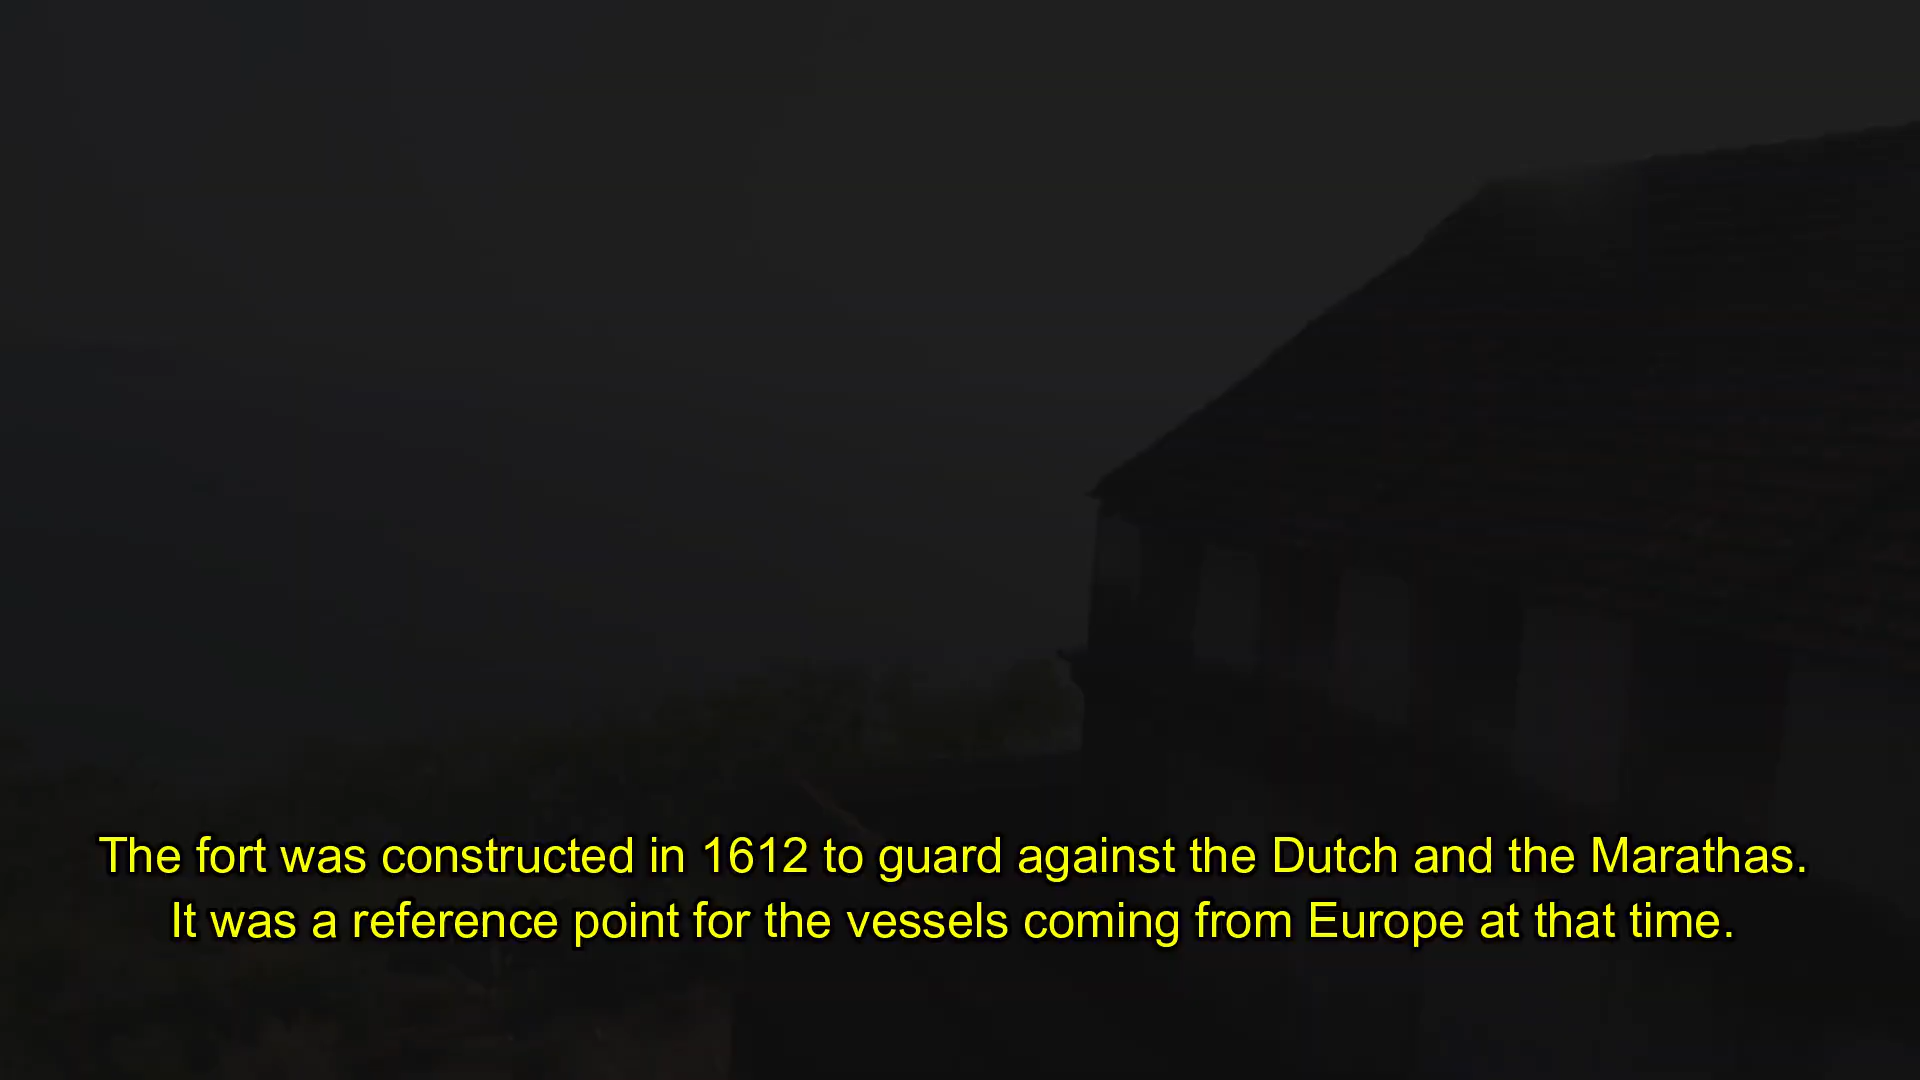 The fort was constructed in 1612 to guard against the Dutch and the Marathas.
It was a reference point for the vessels coming from Europe at that time.